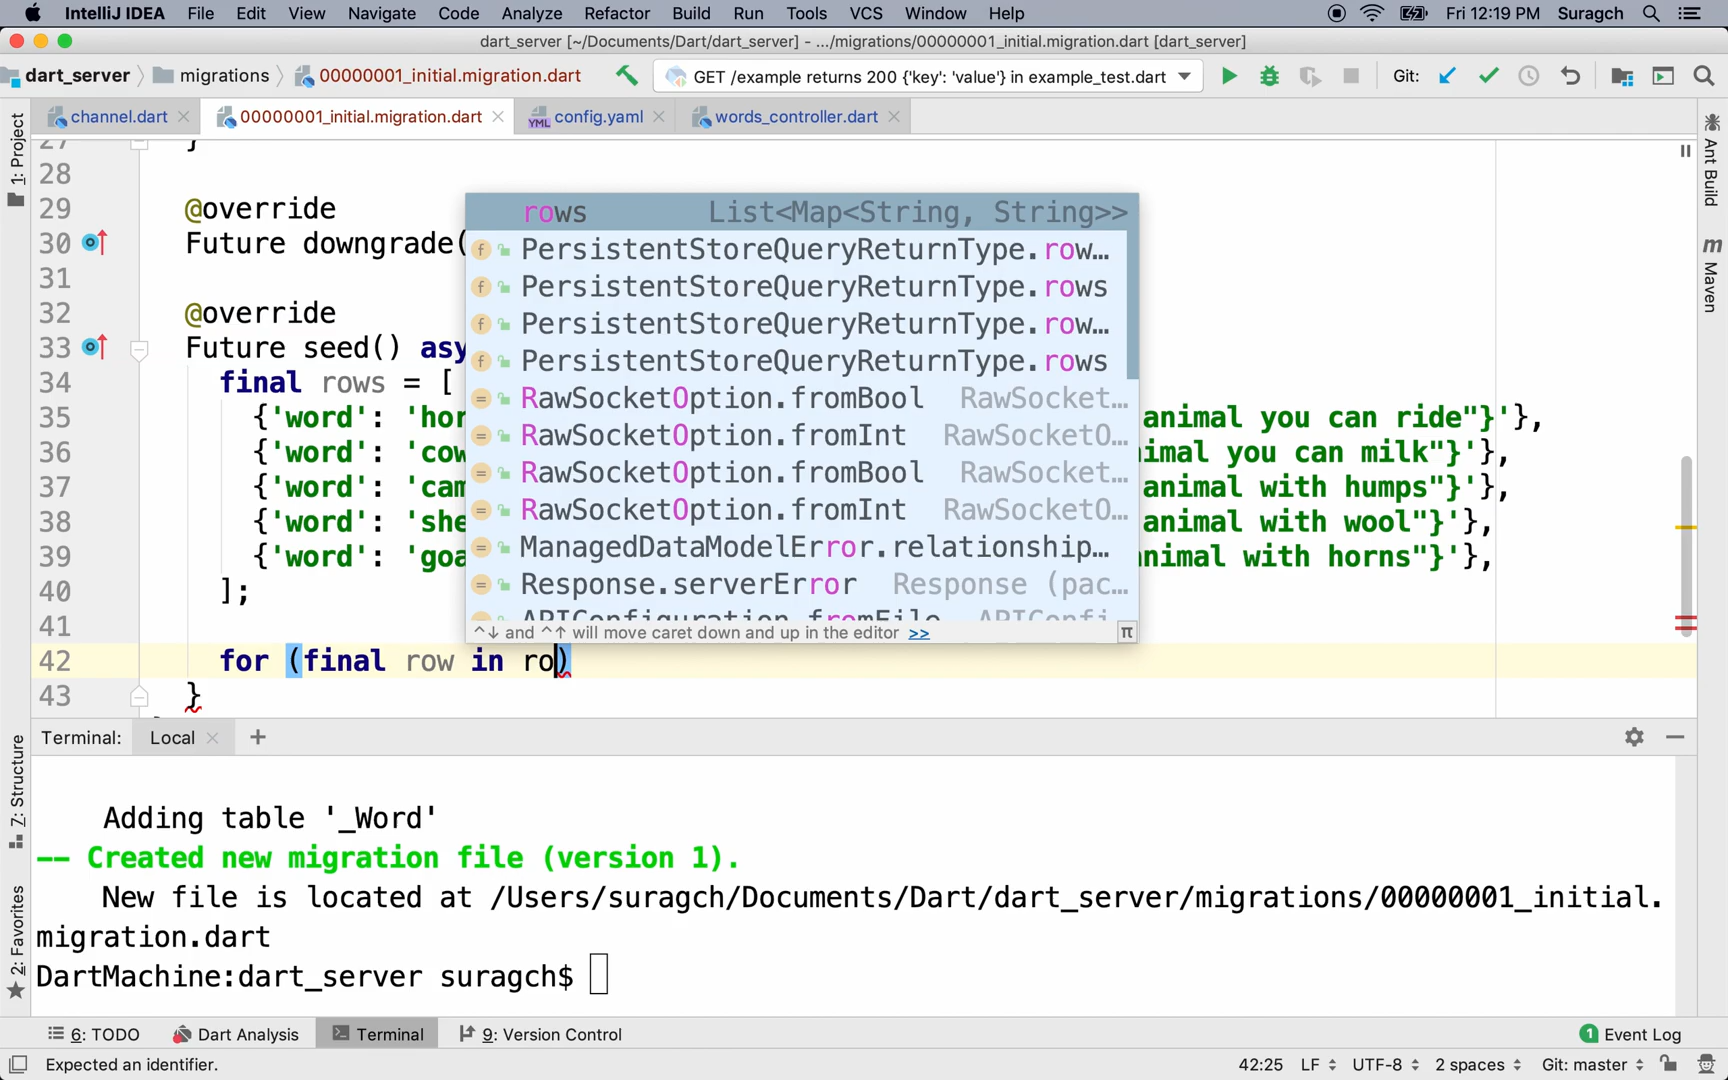 IntelliJ IDEA File Edit View Navigate Code Analyze Refactor Build Run Tools VCS Window Help Fri 12:19 PM Suragch
dart_server [~/Documents/Dart/dart_server] - .../migrations/00000001_initial.migration.dart [dart_server]
dart_server migrations 00000001_initial.migration.dart GET /example returns 200 {'key': 'value'} in example_test.dart Git:
channel.dart 00000001_initial.migration.dart YML config.yaml words_controller.dart
1: Project
Z: Structure
2: Favorites
Ant Build
m Maven
27 }
28
29 @override
30 Future downgrade(
31
32 @override
33 Future seed() asy
34 final rows = [
35 {'word': 'hor animal you can ride"}'},
36 {'word': 'cow imal you can milk"}'},
37 {'word': 'cam animal with humps"}'},
38 {'word': 'she animal with wool"}'},
39 {'word': 'goa animal with horns"}'},
40 ];
41
42 for (final row in ro)
43 }
rows List<Map<String, String>>
f PersistentStoreQueryReturnType.row…
f PersistentStoreQueryReturnType.rows
f PersistentStoreQueryReturnType.row…
f PersistentStoreQueryReturnType.rows
= RawSocketOption.fromBool RawSocket…
= RawSocketOption.fromInt RawSocketO…
= RawSocketOption.fromBool RawSocket…
= RawSocketOption.fromInt RawSocketO…
= ManagedDataModelError.relationship…
= Response.serverError Response (pac…
APIConfiguration.fromFile APIConfi
^↓ and ^↑ will move caret down and up in the editor >> π
Terminal: Local +
Adding table '_Word'
-- Created new migration file (version 1).
New file is located at /Users/suragch/Documents/Dart/dart_server/migrations/00000001_initial.
migration.dart
DartMachine:dart_server suragch$
6: TODO Dart Analysis Terminal 9: Version Control 1 Event Log
Expected an identifier. 42:25 LF UTF-8 2 spaces Git: master